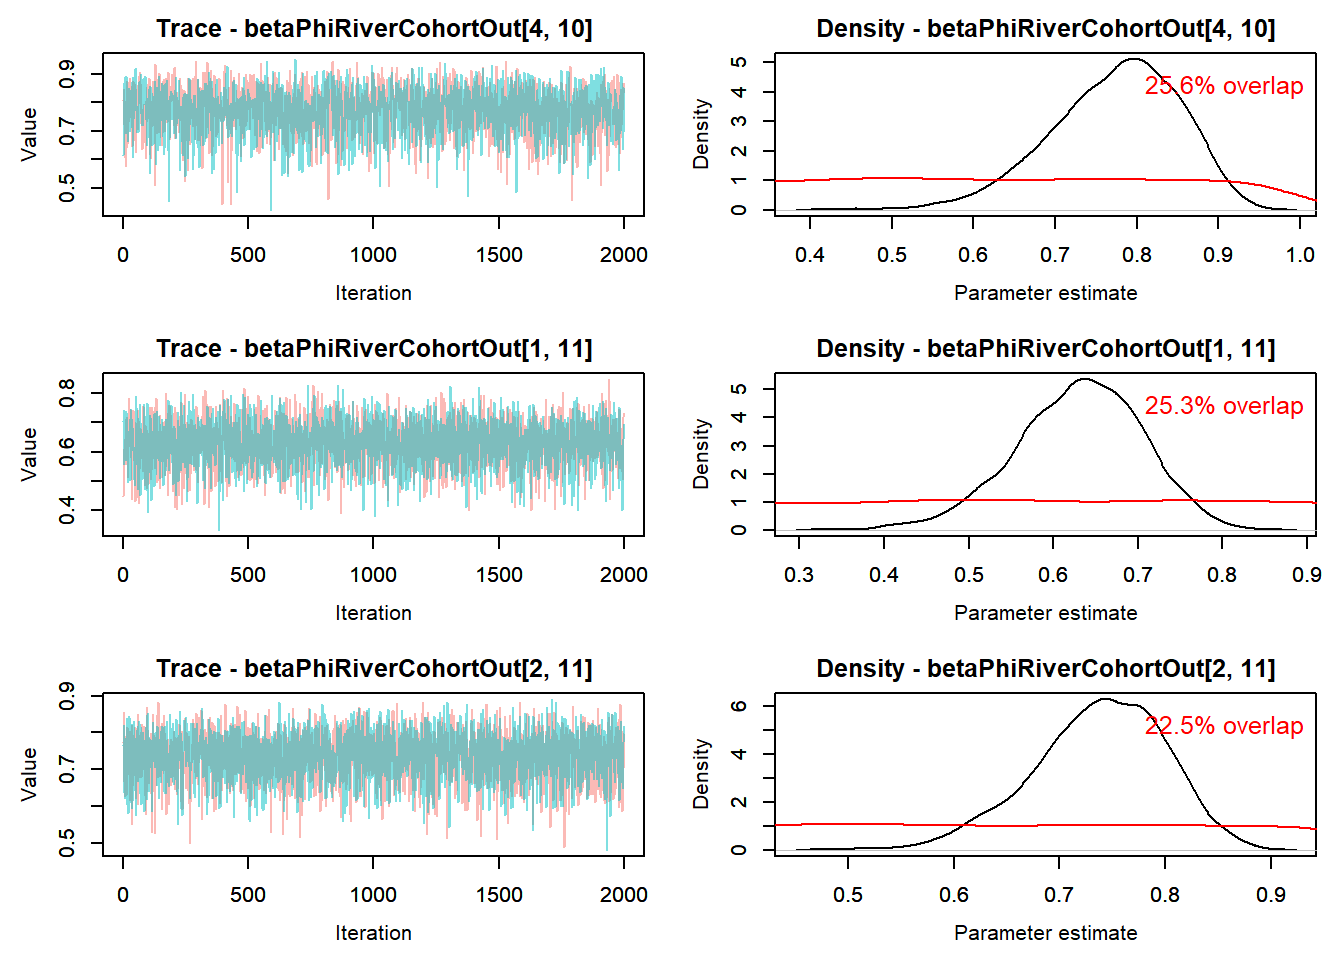 Trace - betaPhiRiverCohortOut[4, 10]
Value
0.5 0.7 0.9
0 500 1000 1500 2000
Iteration
Density - betaPhiRiverCohortOut[4, 10]
25.6% overlap
Density
0 1 2 3 4 5
0.4 0.5 0.6 0.7 0.8 0.9 1.0
Parameter estimate
Trace - betaPhiRiverCohortOut[1, 11]
Value
0.4 0.6 0.8
0 500 1000 1500 2000
Iteration
Density - betaPhiRiverCohortOut[1, 11]
25.3% overlap
Density
0 1 2 3 4 5
0.3 0.4 0.5 0.6 0.7 0.8 0.9
Parameter estimate
Trace - betaPhiRiverCohortOut[2, 11]
Value
0.5 0.7 0.9
0 500 1000 1500 2000
Iteration
Density - betaPhiRiverCohortOut[2, 11]
22.5% overlap
Density
0 2 4 6
0.5 0.6 0.7 0.8 0.9
Parameter estimate